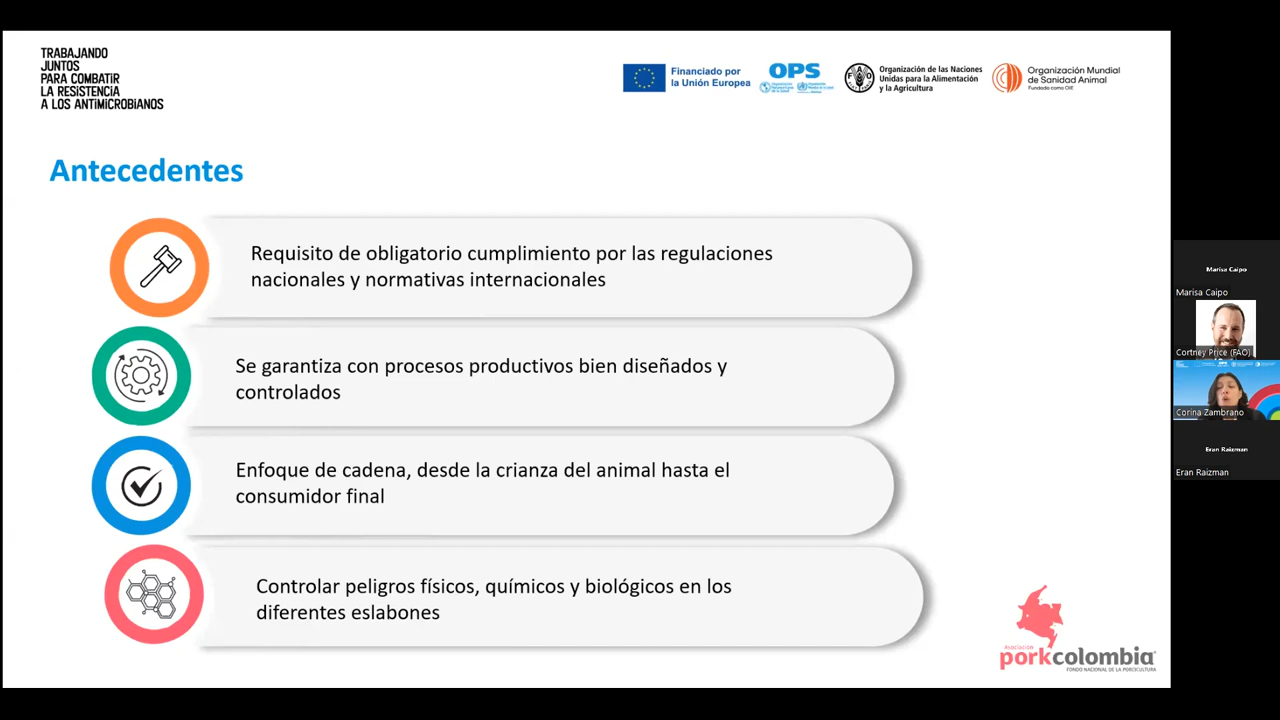 TRABAJANDO
JUNTOS
PARA COMBATIR
LA RESISTENCIA
A LOS ANTIMICROBIANOS
Financiado por
la Unión Europea
OPS
FAO
Organización de las Naciones
Unidas para la Alimentación
y la Agricultura
Organización Mundial
de Sanidad Animal
Fundada como OIE
Antecedentes
Requisito de obligatorio cumplimiento por las regulaciones
nacionales y normativas internacionales
Se garantiza con procesos productivos bien diseñados y
controlados
Enfoque de cadena, desde la crianza del animal hasta el
consumidor final
Controlar peligros físicos, químicos y biológicos en los
diferentes eslabones
Asociación
porkcolombia
FONDO NACIONAL DE LA PORCICULTURA
Marisa Caipo
Marisa Caipo
Cortney Price (FAO)
Corina Zambrano
Eran Raizman
Eran Raizman